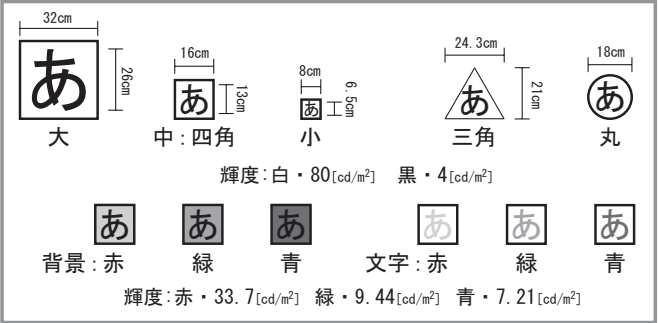 32cm
あ
26cm
大
16cm
あ
13cm
中:四角
8cm
あ
6.5cm
小
24.3cm
あ
21cm
三角
18cm
あ
丸
輝度:白・80[cd/m²] 黒・4[cd/m²]
あ あ あ あ あ あ
背景:赤 緑 青 文字:赤 緑 青
輝度:赤・33.7[cd/m²] 緑・9.44[cd/m²] 青・7.21[cd/m²]